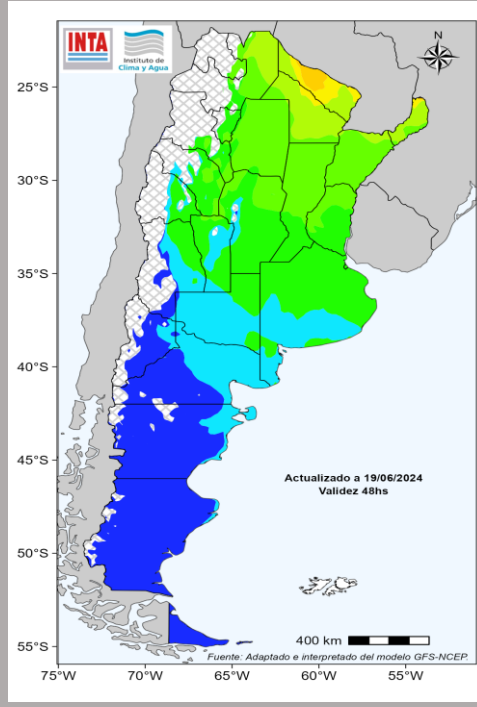 INTA
Instituto de
Clima y Agua
N
25°S
30°S
35°S
40°S
45°S
Actualizado a 19/06/2024
Validez 48hs
50°S
400 km
55°S
Fuente: Adaptado e interpretado del modelo GFS-NCEP.
75°W
70°W
65°W
60°W
55°W